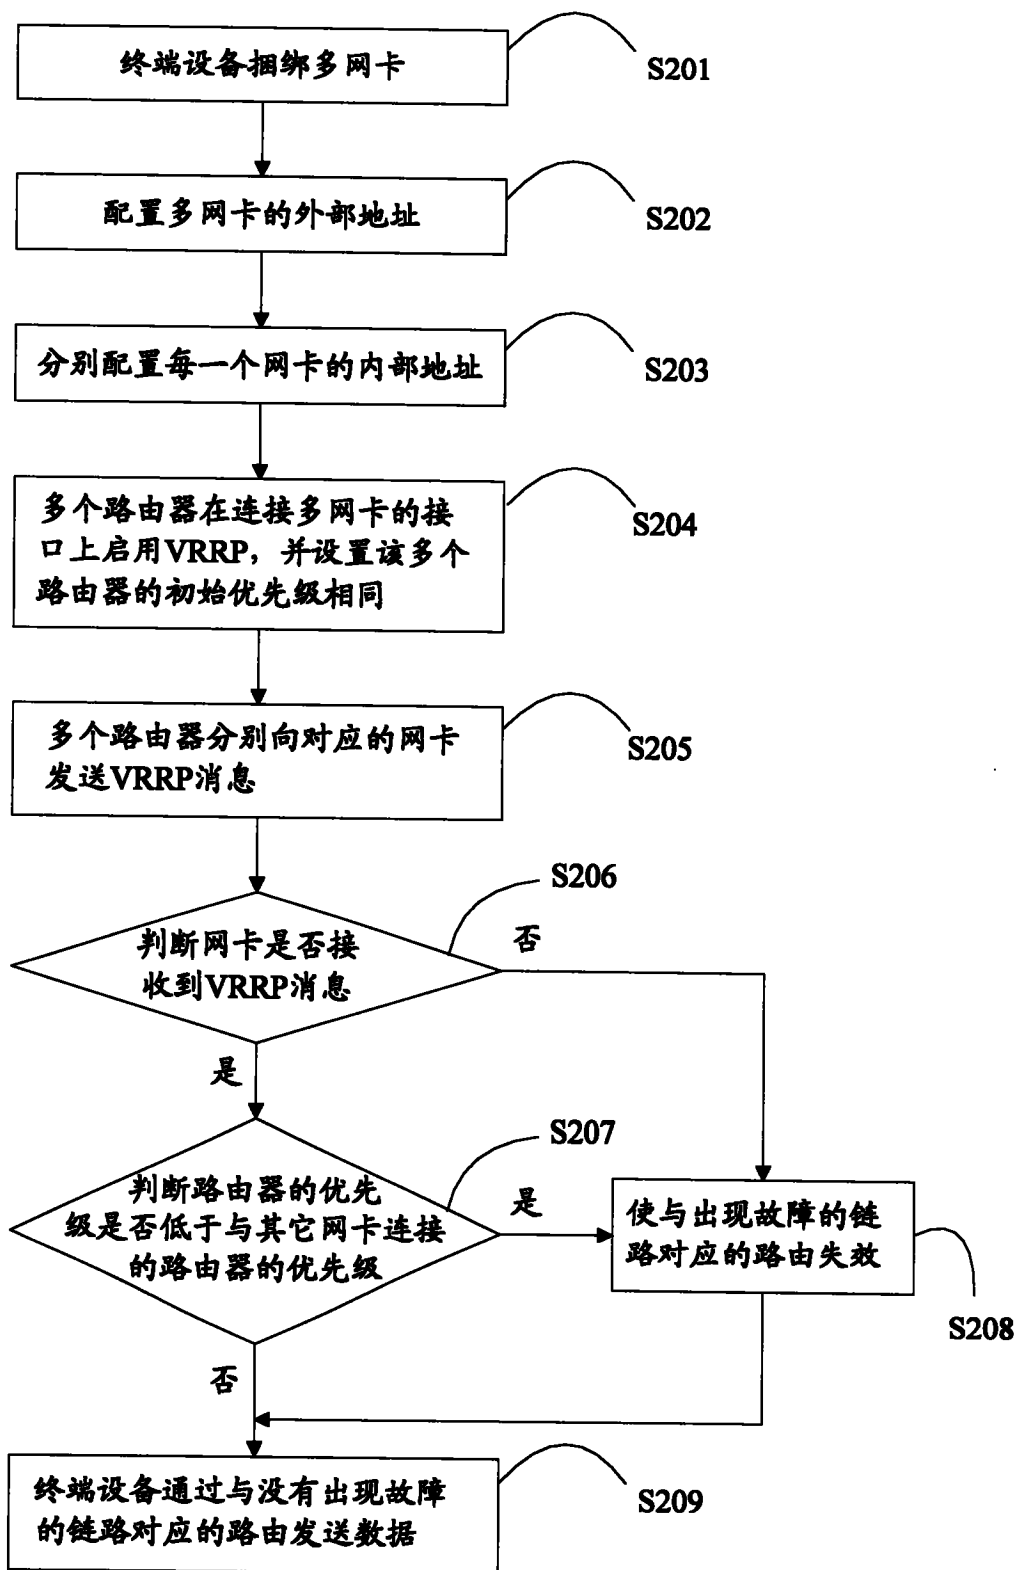 终端设备捆绑多网卡
S201
配置多网卡的外部地址
S202
分别配置每一个网卡的内部地址
S203
多个路由器在连接多网卡的接
口上启用VRRP，并设置该多个
路由器的初始优先级相同
S204
多个路由器分别向对应的网卡
发送VRRP消息
S205
S206
判断网卡是否接
收到VRRP消息
否
是
S207
判断路由器的优先
级是否低于与其它网卡连接
的路由器的优先级
是
使与出现故障的链
路对应的路由失效
S208
否
终端设备通过与没有出现故障
的链路对应的路由发送数据
S209